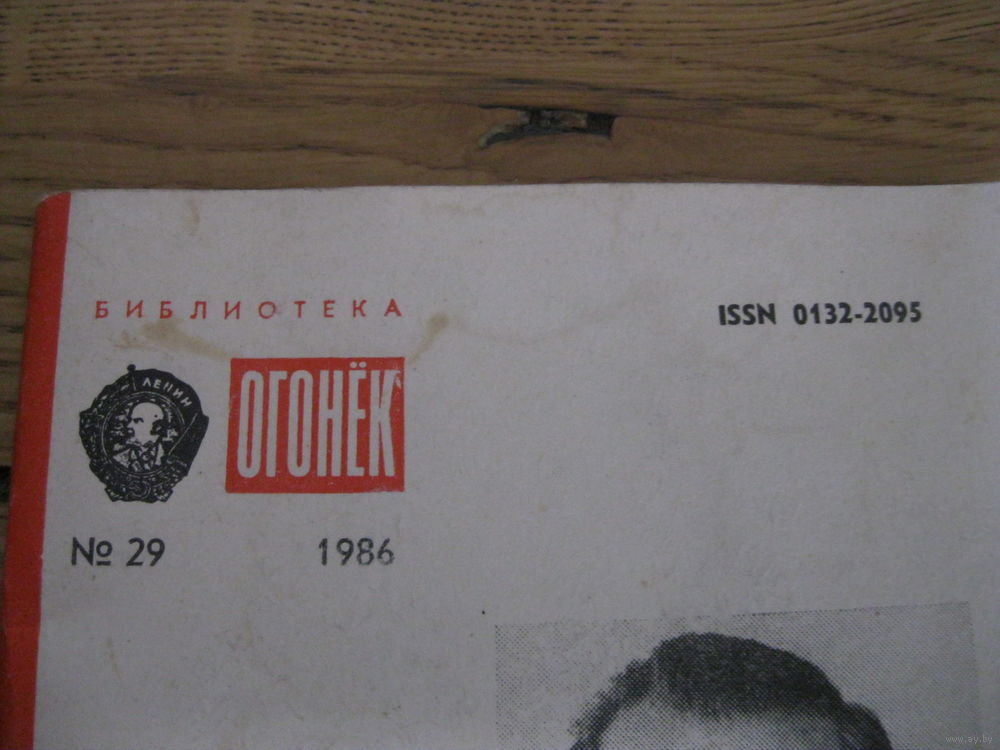 БИБЛИОТЕКА
ISSN 0132-2095
ЛЕНИН
ОГОНЁК
№ 29 1986
www.ay.by